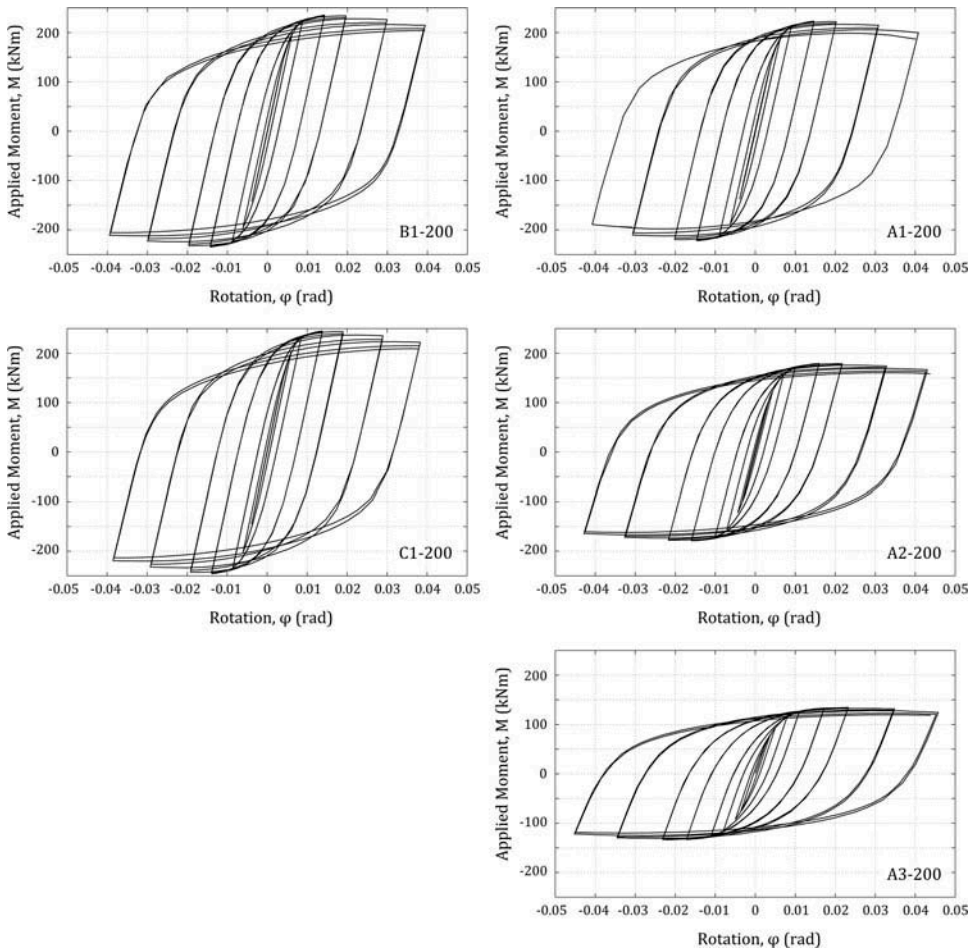 Applied Moment, M (kNm)
200
100
0
-100
-200
B1-200
-0.05 -0.04 -0.03 -0.02 -0.01 0 0.01 0.02 0.03 0.04 0.05
Rotation, φ (rad)
Applied Moment, M (kNm)
200
100
0
-100
-200
A1-200
-0.05 -0.04 -0.03 -0.02 -0.01 0 0.01 0.02 0.03 0.04 0.05
Rotation, φ (rad)
Applied Moment, M (kNm)
200
100
0
-100
-200
C1-200
-0.05 -0.04 -0.03 -0.02 -0.01 0 0.01 0.02 0.03 0.04 0.05
Rotation, φ (rad)
Applied Moment, M (kNm)
200
100
0
-100
-200
A2-200
-0.05 -0.04 -0.03 -0.02 -0.01 0 0.01 0.02 0.03 0.04 0.05
Rotation, φ (rad)
Applied Moment, M (kNm)
200
100
0
-100
-200
A3-200
-0.05 -0.04 -0.03 -0.02 -0.01 0 0.01 0.02 0.03 0.04 0.05
Rotation, φ (rad)